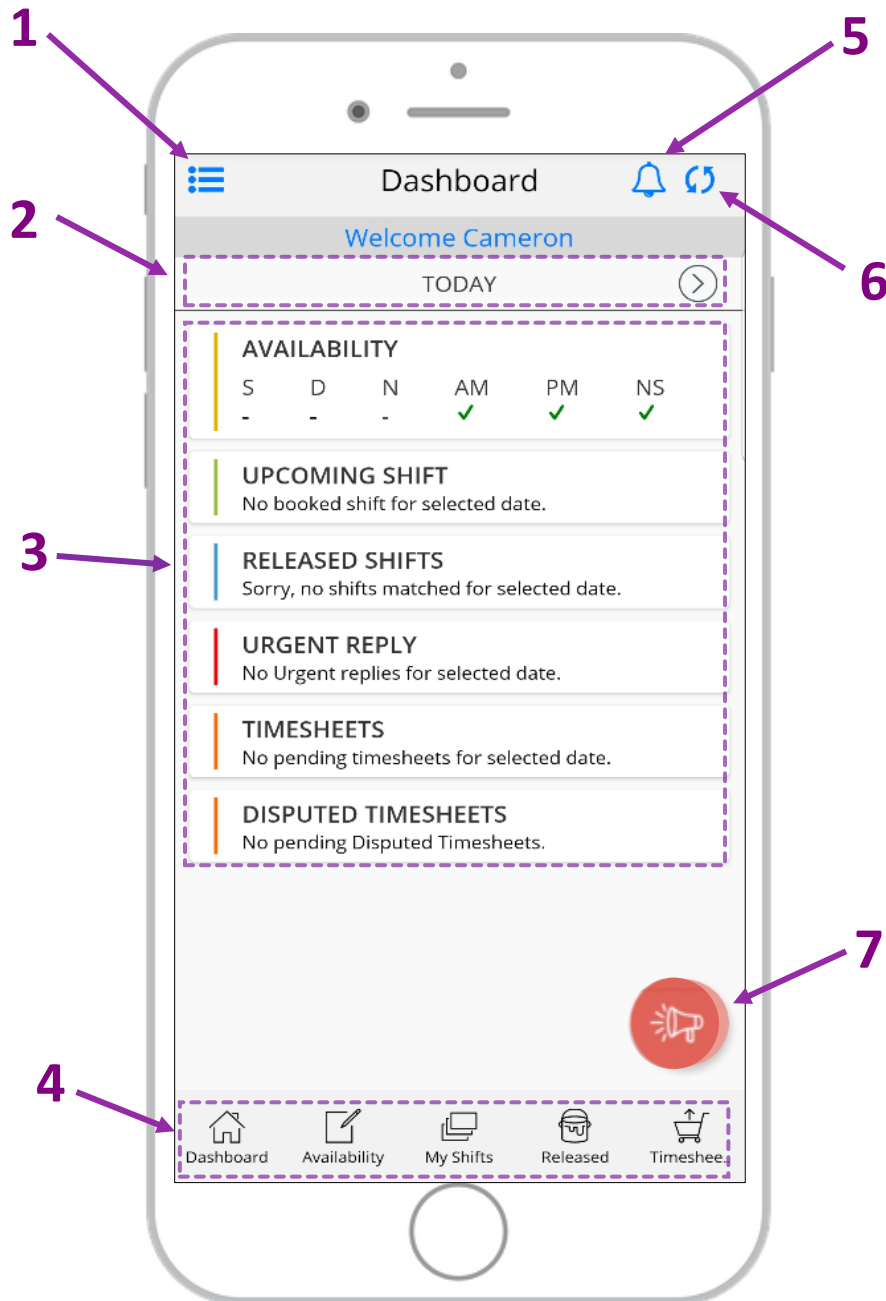 1
5
Dashboard
2
Welcome Cameron
6
TODAY
AVAILABILITY
S D N AM PM NS
- - - ✓ ✓ ✓
UPCOMING SHIFT
No booked shift for selected date.
3
RELEASED SHIFTS
Sorry, no shifts matched for selected date.
URGENT REPLY
No Urgent replies for selected date.
TIMESHEETS
No pending timesheets for selected date.
DISPUTED TIMESHEETS
No pending Disputed Timesheets.
7
4
Dashboard Availability My Shifts Released Timeshee..